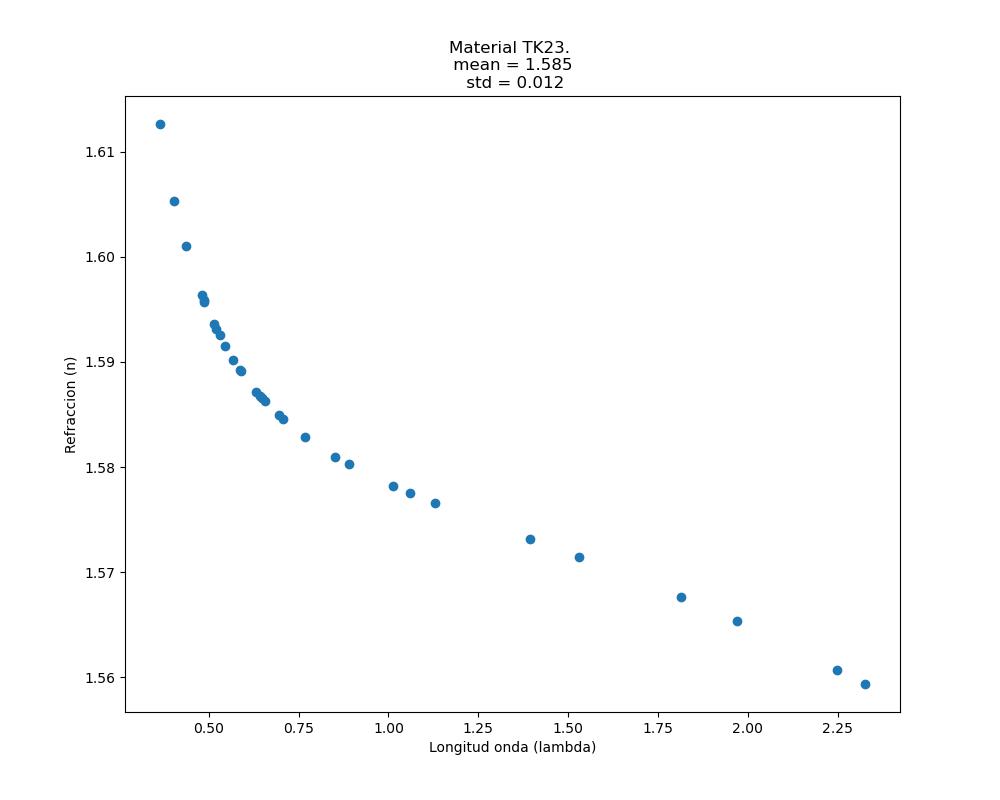 Material TK23.
mean = 1.585
std = 0.012
1.61
1.60
1.59
1.58
1.57
1.56
Refraccion (n)
0.50 0.75 1.00 1.25 1.50 1.75 2.00 2.25
Longitud onda (lambda)